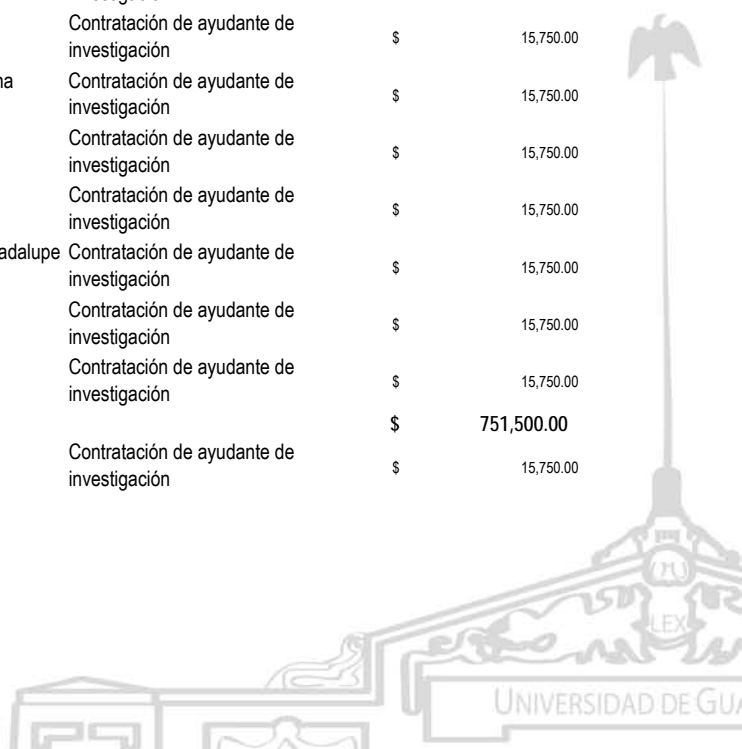 Contratación de ayudante de
investigación $ 15,750.00
na Contratación de ayudante de
investigación $ 15,750.00
Contratación de ayudante de
investigación $ 15,750.00
Contratación de ayudante de
investigación $ 15,750.00
adalupe Contratación de ayudante de
investigación $ 15,750.00
Contratación de ayudante de
investigación $ 15,750.00
Contratación de ayudante de
investigación $ 15,750.00
$ 751,500.00
Contratación de ayudante de
investigación $ 15,750.00
LEX
UNIVERSIDAD DE GUA